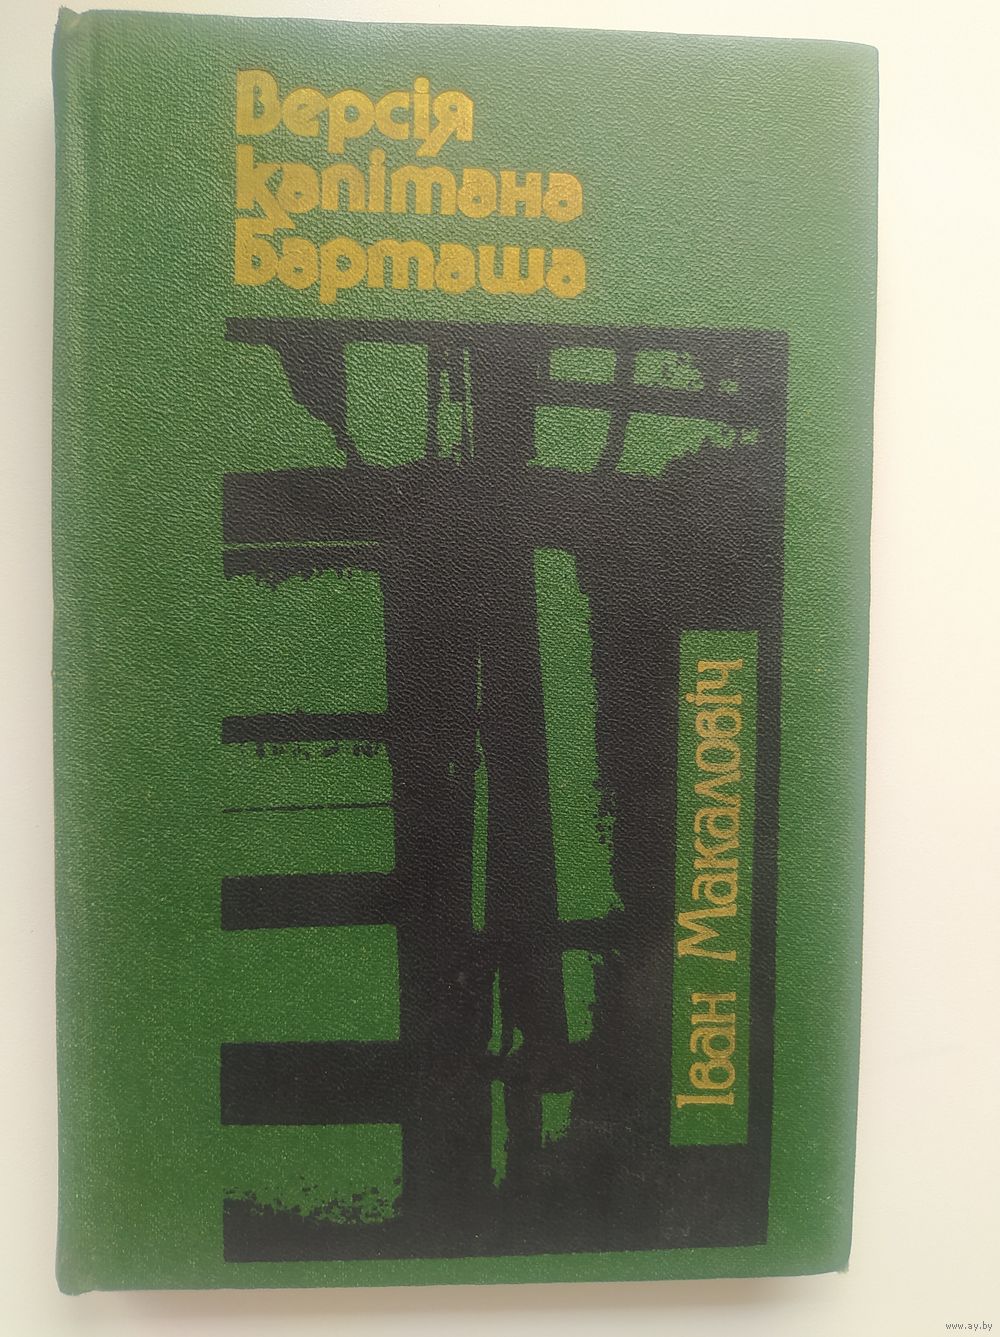 Версія
капітана
Барташа
Іван Макаловіч
www.ay.by